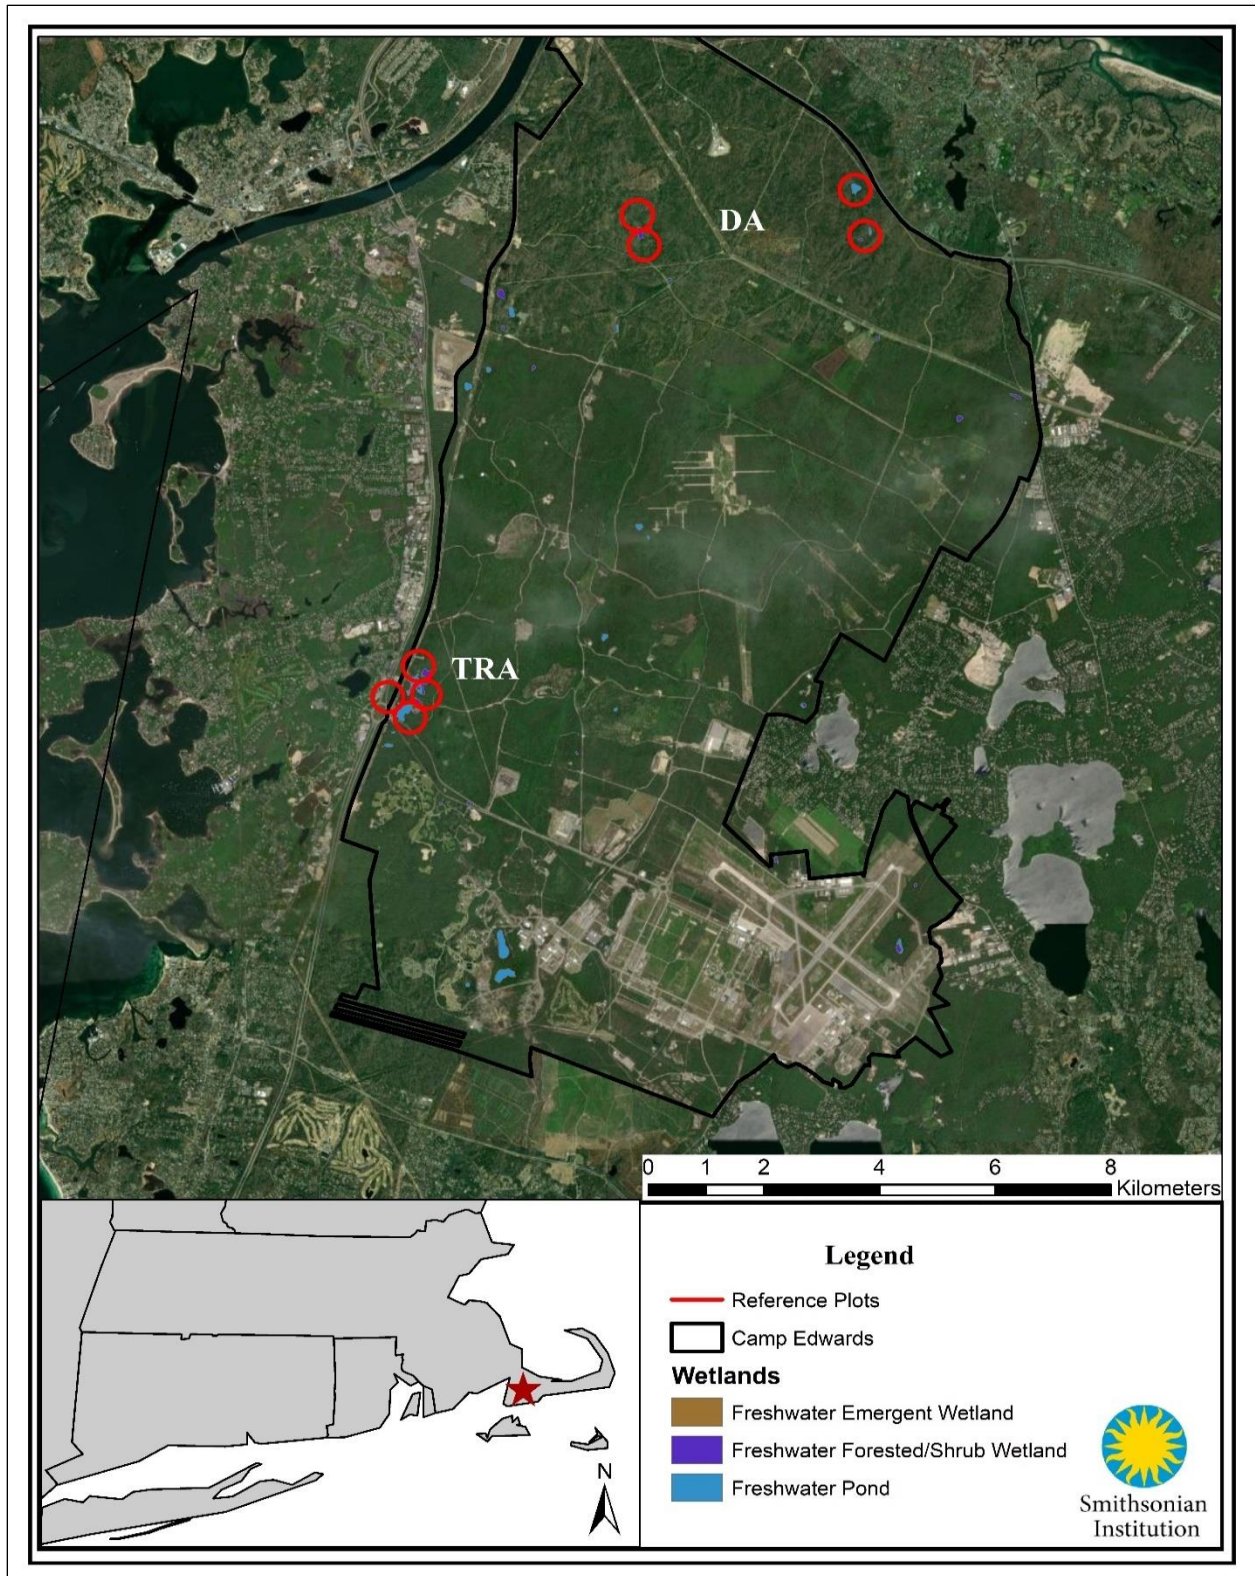 DA
TRA
0 1 2 4 6 8
Kilometers
Legend
Reference Plots
Camp Edwards
Wetlands
Freshwater Emergent Wetland
Freshwater Forested/Shrub Wetland
Freshwater Pond
N
Smithsonian
Institution